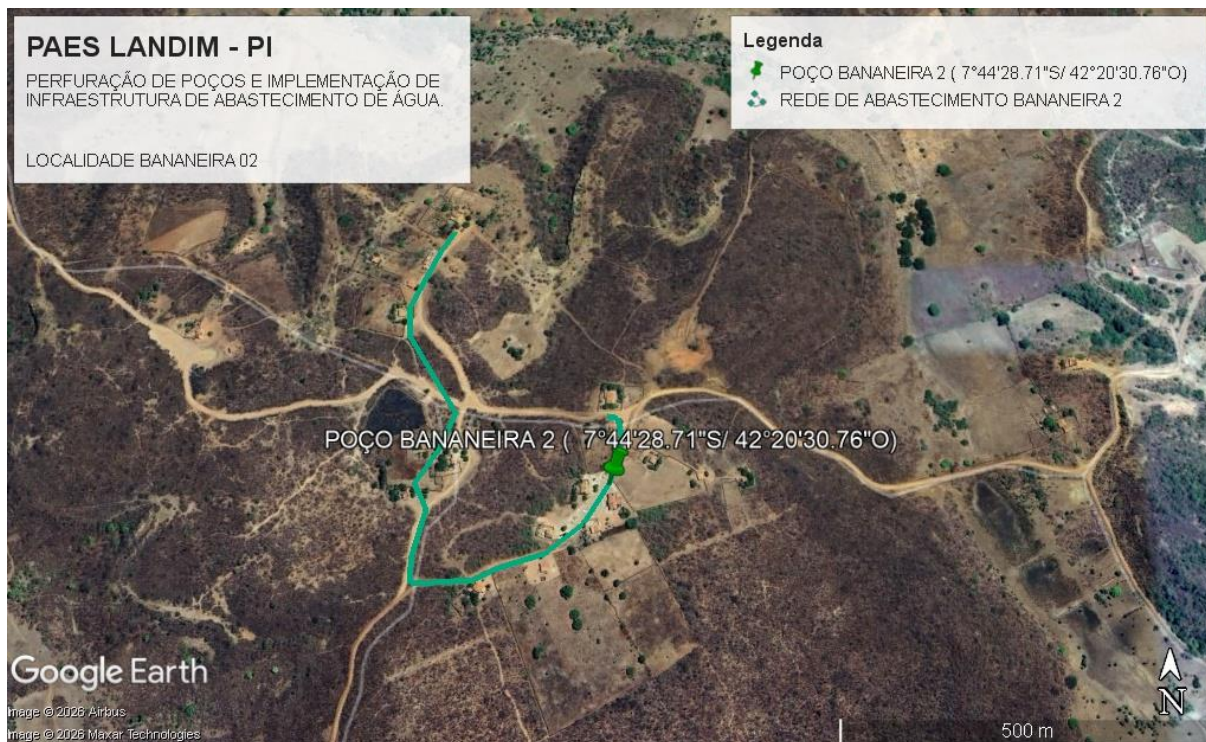 PAES LANDIM - PI
PERFURAÇÃO DE POÇOS E IMPLEMENTAÇÃO DE
INFRAESTRUTURA DE ABASTECIMENTO DE ÁGUA.
LOCALIDADE BANANEIRA 02
Legenda
POÇO BANANEIRA 2 ( 7°44'28.71"S/ 42°20'30.76"O)
REDE DE ABASTECIMENTO BANANEIRA 2
POÇO BANANEIRA 2 (  7°44'28.71"S/ 42°20'30.76"O)
Google Earth
Image © 2026 Airbus
Image © 2026 Maxar Technologies
500 m
N